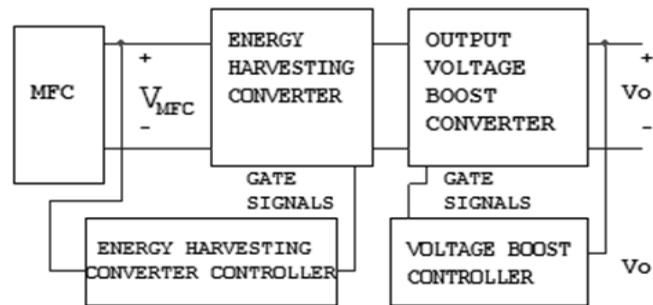 MFC
+
V_MFC
-
ENERGY
HARVESTING
CONVERTER
OUTPUT
VOLTAGE
BOOST
CONVERTER
+
Vo
-
GATE
SIGNALS
GATE
SIGNALS
ENERGY HARVESTING
CONVERTER CONTROLLER
VOLTAGE BOOST
CONTROLLER
Vo